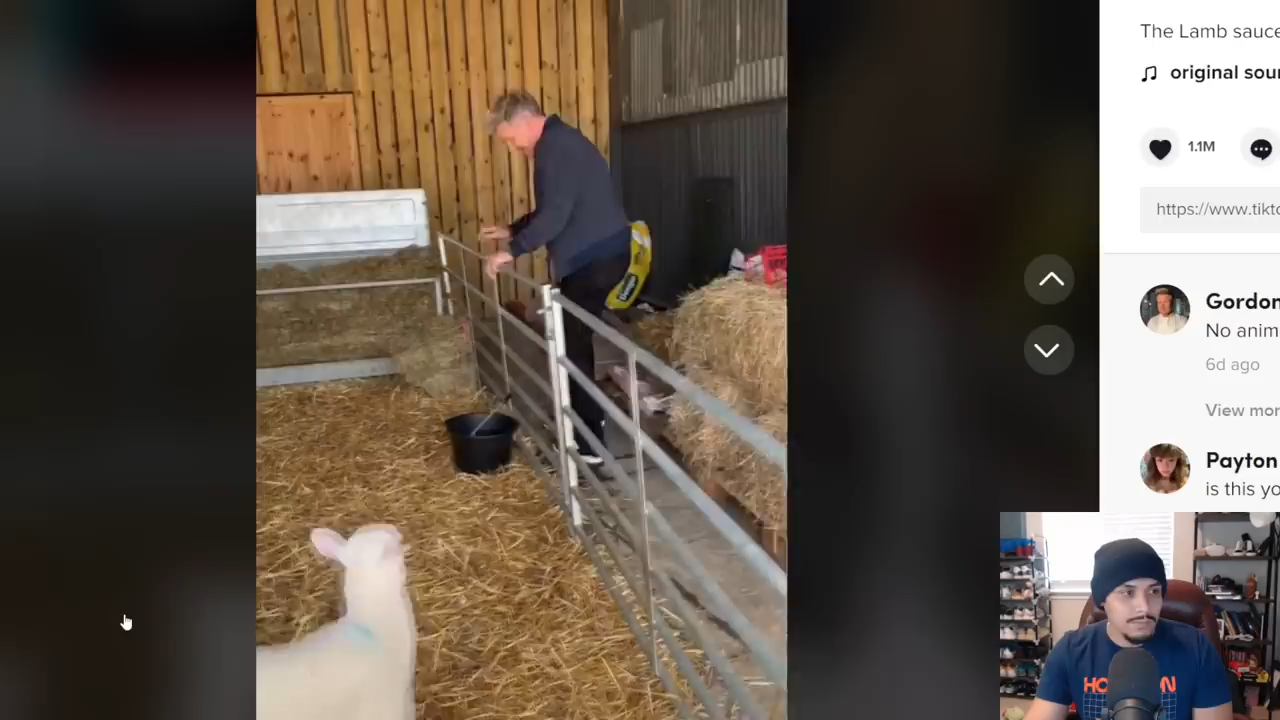 The Lamb sauce
original sou
1.1M
https://www.tikt
Gordon
No anim
6d ago
View mor
Payton
is this yo